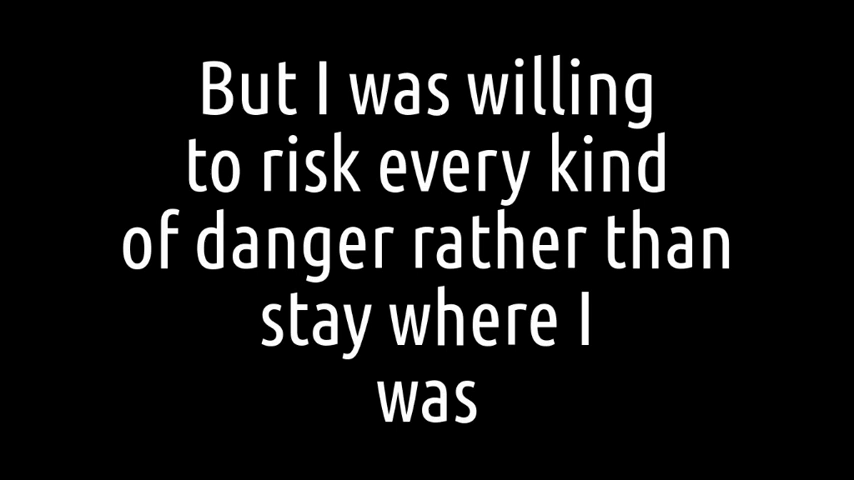 But I was willing
to risk every kind
of danger rather than
stay where I
was